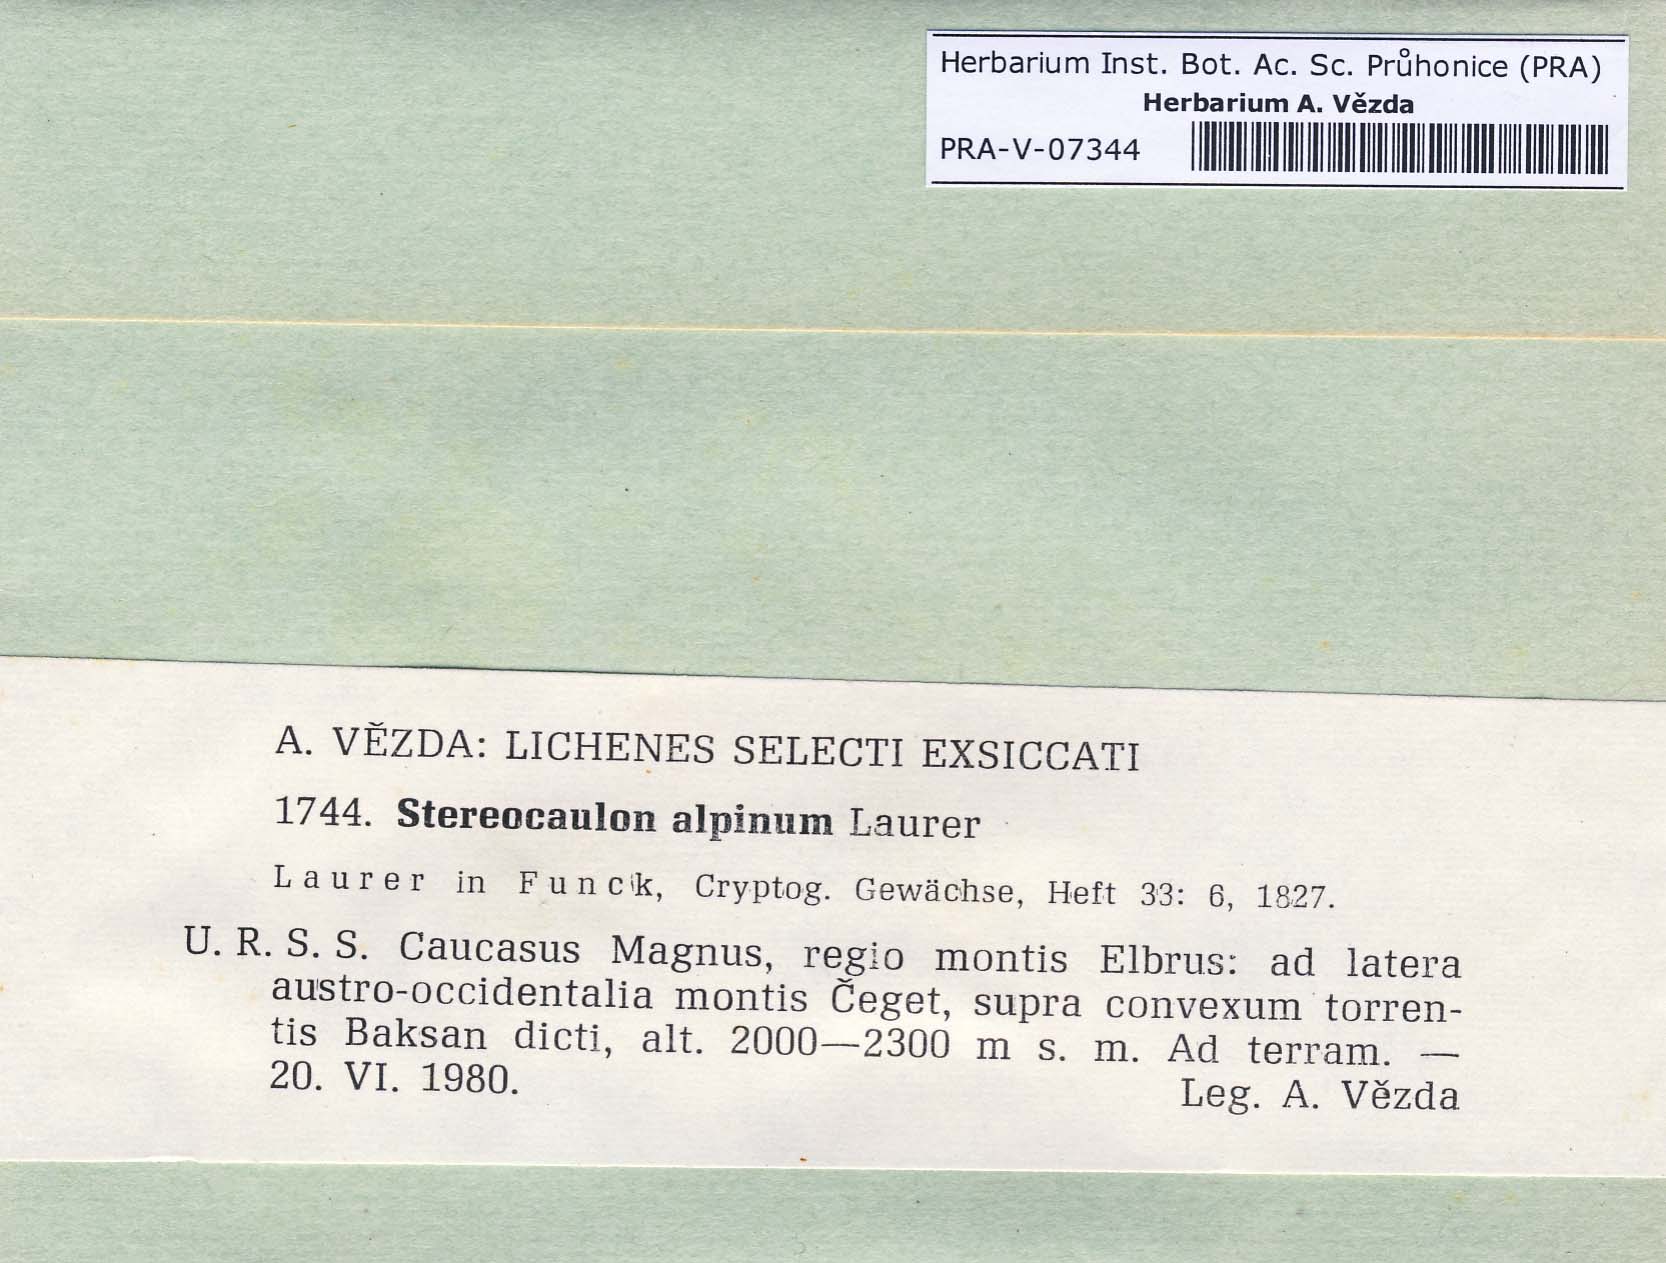 Herbarium Inst. Bot. Ac. Sc. Průhonice (PRA)
Herbarium A. Vězda
PRA-V-07344
A. VĚZDA: LICHENES SELECTI EXSICCATI
1744. Stereocaulon alpinum Laurer
Laurer in Funck, Cryptog. Gewächse, Heft 33: 6, 1827.
U. R. S. S. Caucasus Magnus, regio montis Elbrus: ad latera
austro-occidentalia montis Čeget, supra convexum torren-
tis Baksan dicti, alt. 2000—2300 m s. m. Ad terram. —
20. VI. 1980. Leg. A. Vězda